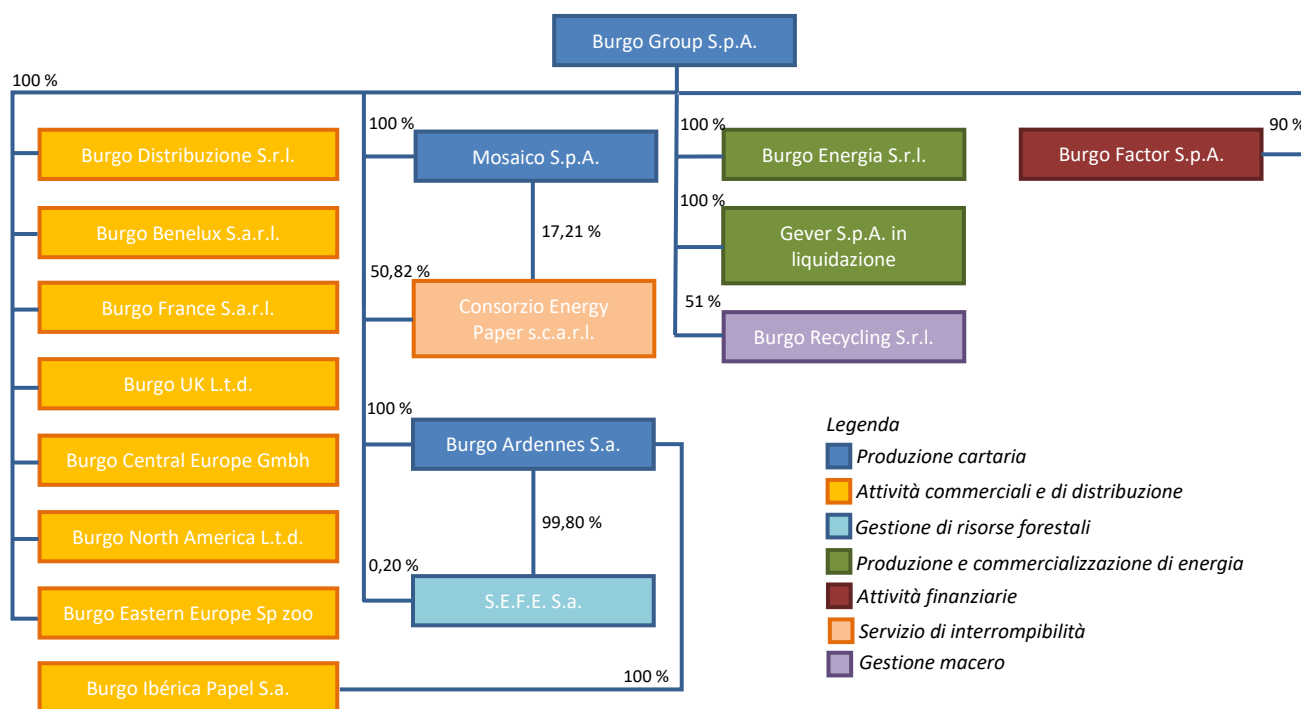 Burgo Group S.p.A.
100 %
Burgo Distribuzione S.r.l.
Burgo Benelux S.a.r.l.
Burgo France S.a.r.l.
Burgo UK L.t.d.
Burgo Central Europe Gmbh
Burgo North America L.t.d.
Burgo Eastern Europe Sp zoo
Burgo Ibérica Papel S.a.
100 %
Mosaico S.p.A.
17,21 %
50,82 %
Consorzio Energy
Paper s.c.a.r.l.
100 %
Burgo Ardennes S.a.
99,80 %
0,20 %
S.E.F.E. S.a.
100 %
100 %
Burgo Energia S.r.l.
100 %
Gever S.p.A. in
liquidazione
51 %
Burgo Recycling S.r.l.
90 %
Burgo Factor S.p.A.
Legenda
Produzione cartaria
Attività commerciali e di distribuzione
Gestione di risorse forestali
Produzione e commercializzazione di energia
Attività finanziarie
Servizio di interrompibilità
Gestione macero